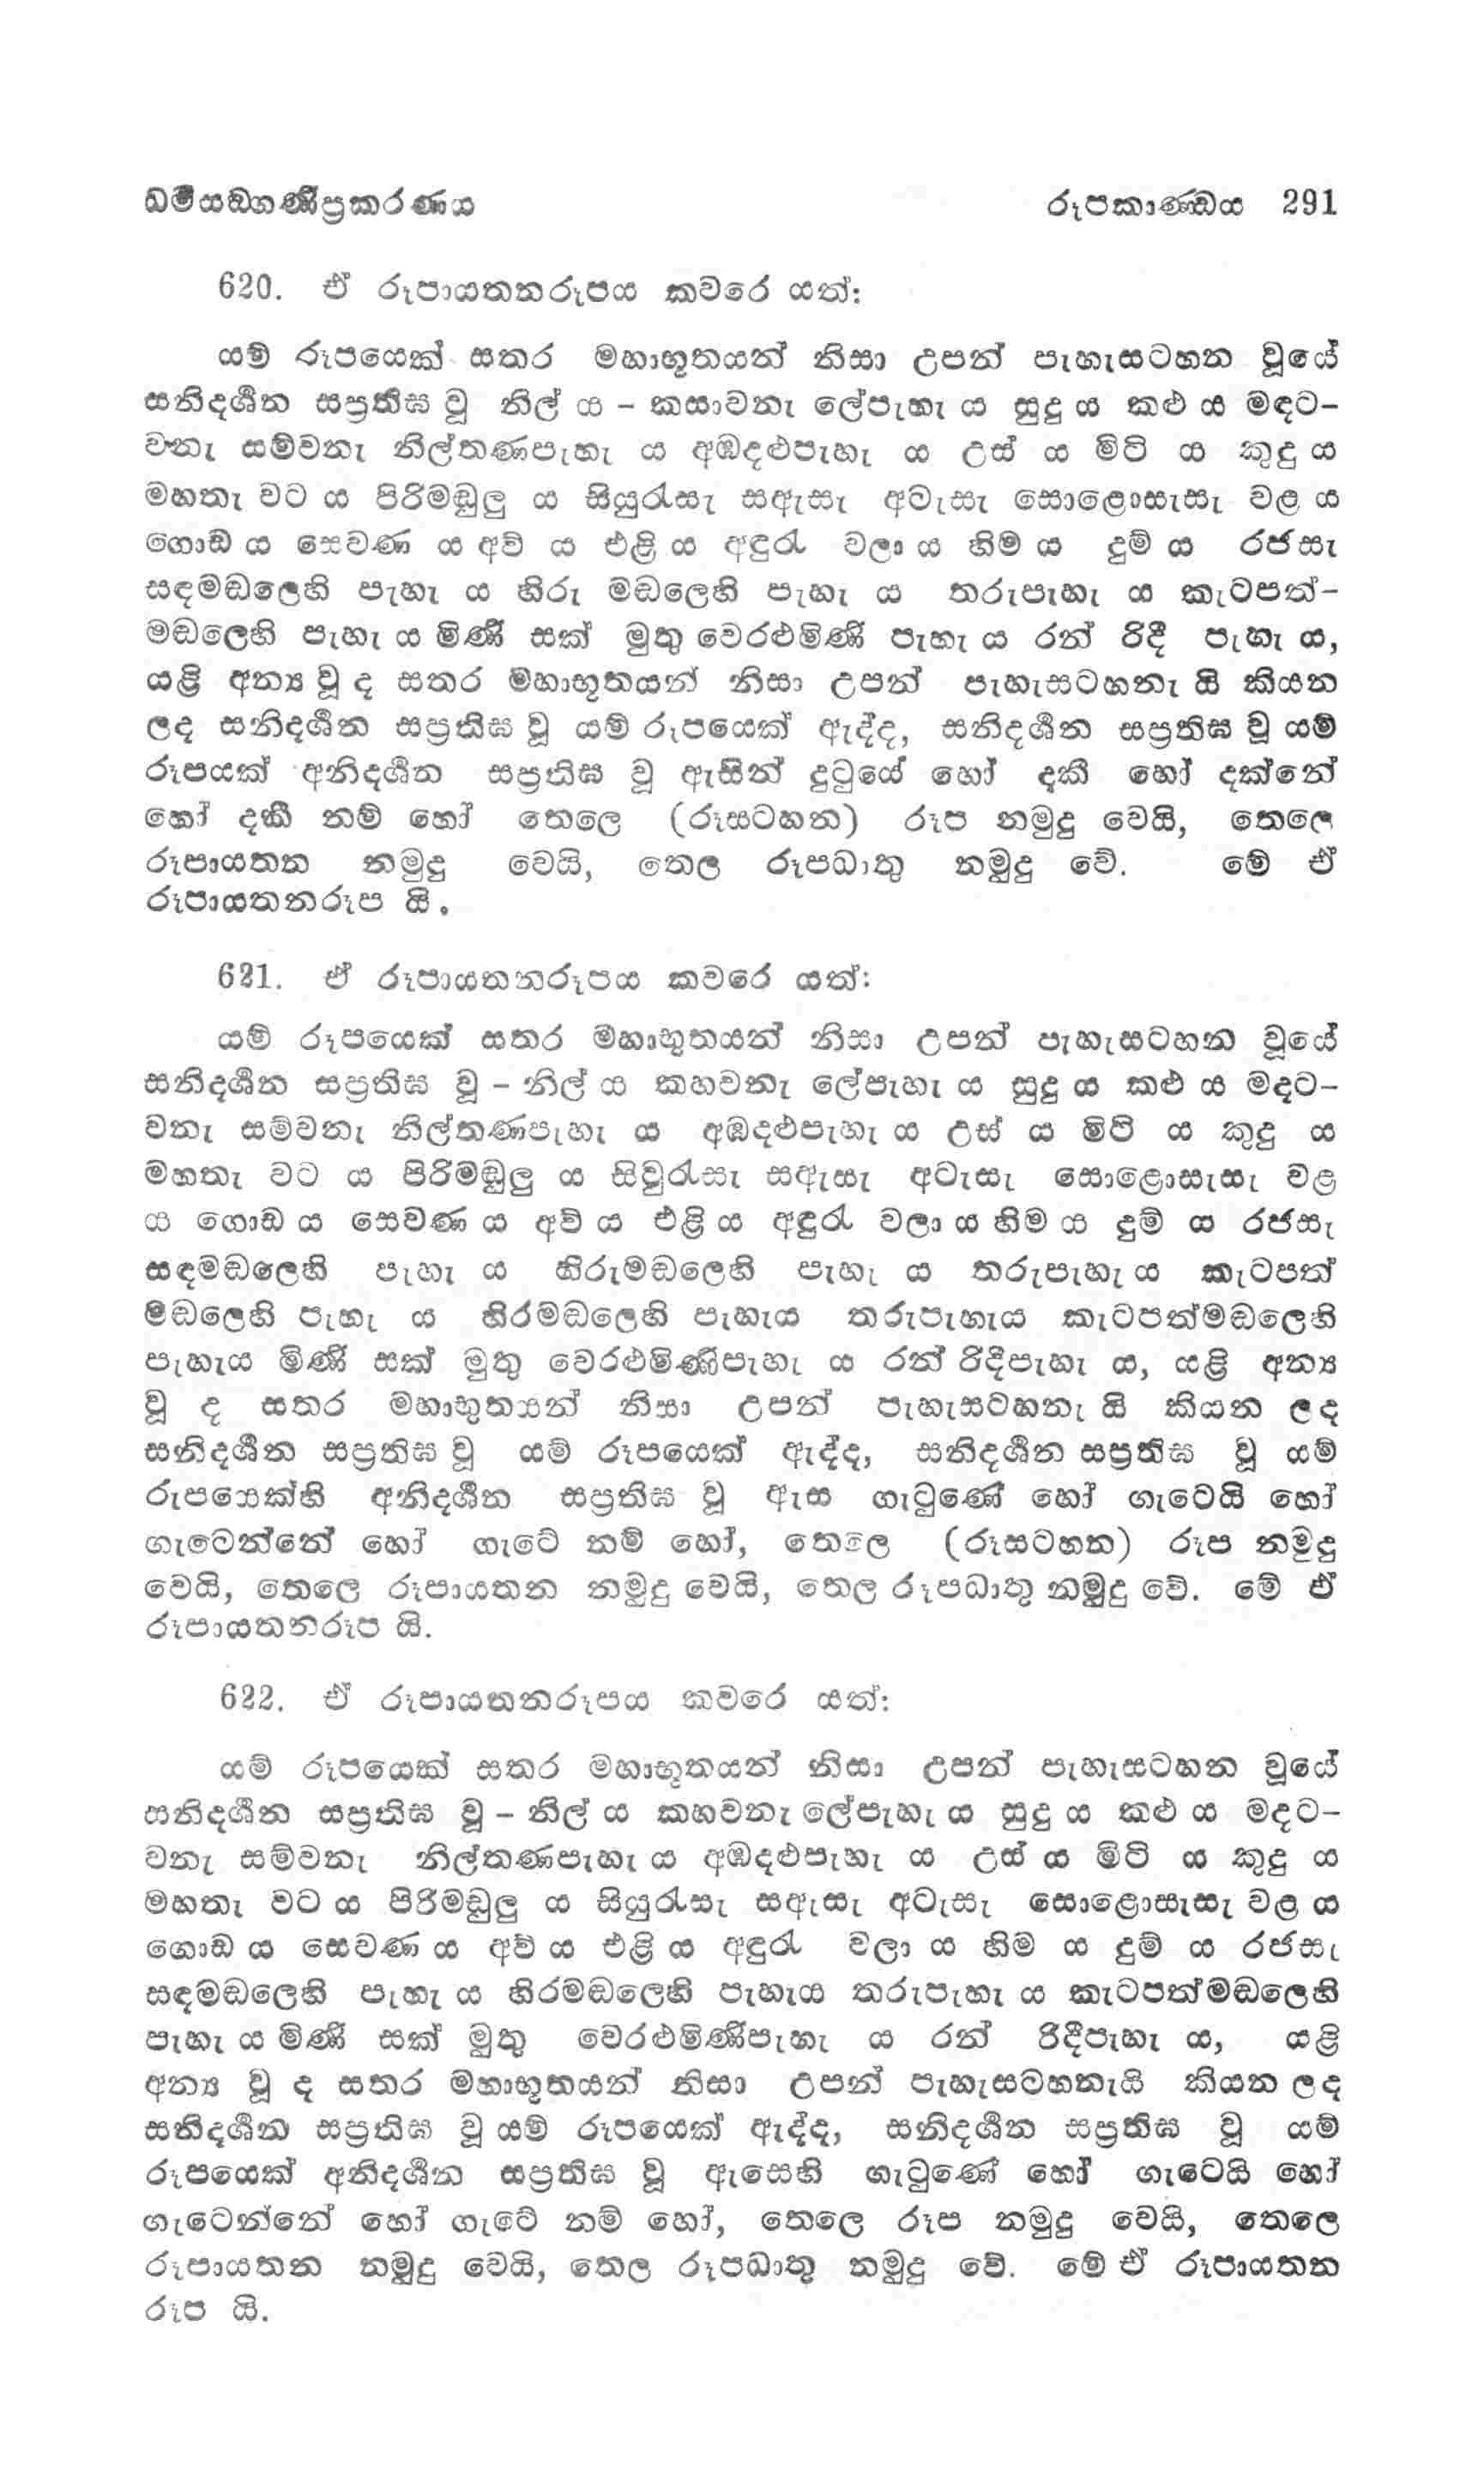 ධර්‍මසඞ්ගණීප්‍රකරණය රූපකාණ්ඩය 291
620. ඒ රූපායතනරූපය කවරේ යත්:
යම් රූපයෙක් සතර මහාභූතයන් නිසා උපන් පැහැසටහන වූයේ
සනිදර්‍ශන සප්‍රතිඝ වූ නිල් ය - කසාවනැ ලේපැහැ ය සුදු ය කළු ය මඳට-
වනැ සම්වනැ නිල්තණපැහැ ය අඹදළුපැහැ ය උස් ය මිටි ය කුදු ය
මහතැ වට ය පිරිමඬුලු ය සියුරැසැ සඇසැ අටැසැ සොළොසැසැ වළ ය
ගොඩ ය සෙවණ ය අව් ය එළි ය අඳුරැ වලා ය හිම ය දුම් ය රජසැ
සඳමඬලෙහි පැහැ ය හිරු මඬලෙහි පැහැ ය තරුපැහැ ය කැටපත්-
මඬලෙහි පැහැ ය මිණි සක් මුතු වෙරළුමිණි පැහැ ය රන් රිදී පැහැ ය,
යළි අන්‍ය වූ ද සතර මහාභූතයන් නිසා උපන් පැහැසටහනැ යි කියන
ලද සනිදර්‍ශන සප්‍රතිඝ වූ යම් රූපයෙක් ඇද්ද, සනිදර්‍ශන සප්‍රතිඝ වූ යම්
රූපයක් අනිදර්‍ශන සප්‍රතිඝ වූ ඇසින් දුටුයේ හෝ දකී හෝ දක්නේ
හෝ දකී නම් හෝ තෙලෙ (රූසටහන) රූප නමුදු වෙයි, තෙලෙ
රූපායතන නමුදු වෙයි, තෙල රූපධාතු නමුදු වේ. මේ ඒ
රූපායතනරූප යි.
621. ඒ රූපායතනරූපය කවරේ යත්:
යම් රූපයෙක් සතර මහාභූතයන් නිසා උපන් පැහැසටහන වූයේ
සනිදර්‍ශන සප්‍රතිඝ වූ - නිල් ය කහවනැ ලේපැහැ ය සුදු ය කළු ය මදට-
වනැ සම්වනැ නිල්තණපැහැ ය අඹදළුපැහැ ය උස් ය මිටි ය කුදු ය
මහතැ වට ය පිරිමඬුලු ය සිවුරැසැ සඇසැ අටැසැ සොළොසැසැ වළ
ය ගොඩ ය සෙවණ ය අව් ය එළි ය අඳුරැ වලා ය හිම ය දුම් ය රජසැ
සඳමඬලෙහි පැහැ ය හිරුමඬලෙහි පැහැ ය තරුපැහැ ය කැටපත්
මඬලෙහි පැහැ ය හිරමඬලෙහි පැහැය තරුපැහැය කැටපත්මඬලෙහි
පැහැය මිණි සක් මුතු වෙරළුමිණිපැහැ ය රන් රිදීපැහැ ය, යළි අන්‍ය
වූ ද සතර මහාභූතයන් නිසා උපන් පැහැසටහනැ යි කියන ලද
සනිදර්‍ශන සප්‍රතිඝ වූ යම් රූපයෙක් ඇද්ද, සනිදර්‍ශන සප්‍රතිඝ වූ යම්
රූපයෙක්හි අනිදර්‍ශන සප්‍රතිඝ වූ ඇස ගැටුණේ හෝ ගැටෙයි හෝ
ගැටෙන්නේ හෝ ගැටේ නම් හෝ, තෙලෙ (රූසටහන) රූප නමුදු
වෙයි, තෙලෙ රූපායතන නමුදු වෙයි, තෙල රූපධාතු නමුදු වේ. මේ ඒ
රූපායතනරූප යි.
622. ඒ රූපායතනරූපය කවරෙ යත්:
යම් රූපයෙක් සතර මහාභූතයන් නිසා උපන් පැහැසටහන වූයේ
සනිදර්‍ශන සප්‍රතිඝ වූ - නිල් ය කහවනැ ලේපැහැ ය සුදු ය කළු ය මදට-
වනැ සම්වනැ නිල්තණපැහැ ය අඹදළුපැහැ ය උස් ය මිටි ය කුදු ය
මහතැ වට ය පිරිමඬුලු ය සියුරැසැ සඇසැ අටැසැ සොළොසැසැ වළ ය
ගොඩ ය සෙවණ ය අව් ය එළි ය අඳුරැ වලා ය හිම ය දුම් ය රජසැ
සඳමඬලෙහි පැහැ ය හිරමඬලෙහි පැහැය තරුපැහැ ය කැටපත්මඬලෙහි
පැහැ ය මිණි සක් මුතු වෙරළුමිණිපැහැ ය රන් රිදීපැහැ ය, යළි
අන්‍ය වූ ද සතර මහාභූතයන් නිසා උපන් පැහැසටහනැයි කියන ලද
සනිදර්‍ශන සප්‍රතිඝ වූ යම් රූපයෙක් ඇද්ද, සනිදර්‍ශන සප්‍රතිඝ වූ යම්
රූපයෙක් අනිදර්‍ශන සප්‍රතිඝ වූ ඇසෙහි ගැටුණේ හෝ ගැටෙයි හෝ
ගැටෙන්නේ හෝ ගැටේ නම් හෝ, තෙලෙ රූප නමුදු වෙයි, තෙලෙ
රූපායතන නමුදු වෙයි, තෙල රූපධාතු නමුදු වේ. මේ ඒ රූපායතන
රූප යි.